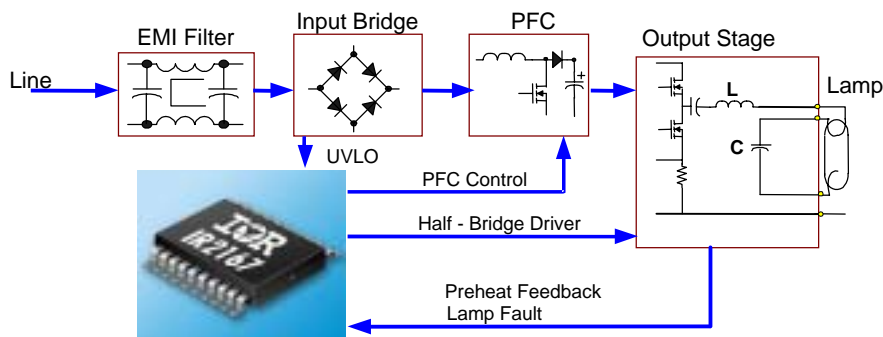 EMI Filter
Input Bridge
PFC
Output Stage
Line
Lamp
L
C
+
UVLO
PFC Control
Half - Bridge Driver
Preheat Feedback
Lamp Fault
IOR
IR2167